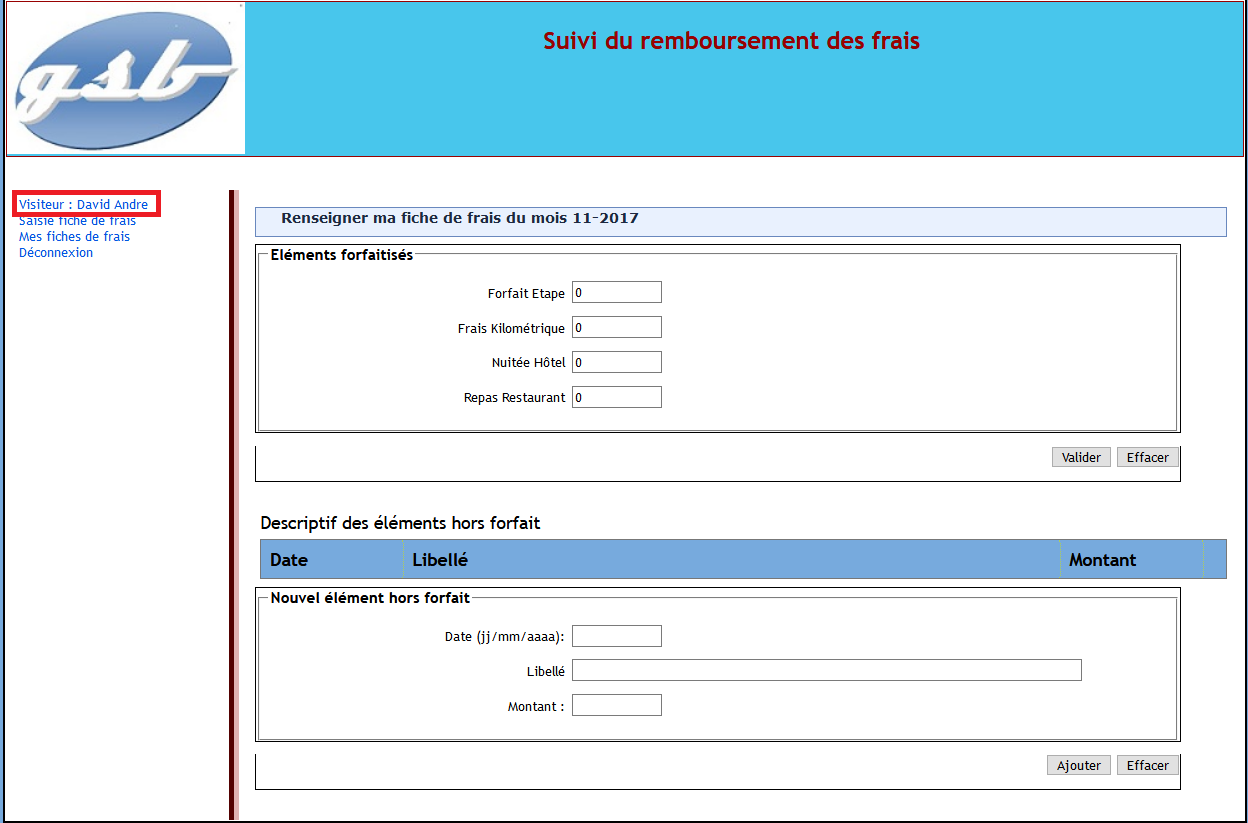 gsb
Suivi du remboursement des frais
Visiteur : David Andre
Saisie fiche de frais
Mes fiches de frais
Déconnexion
Renseigner ma fiche de frais du mois 11-2017
Eléments forfaitisés
Forfait Etape 0
Frais Kilométrique 0
Nuitée Hôtel 0
Repas Restaurant 0
Valider Effacer
Descriptif des éléments hors forfait
Date Libellé Montant
Nouvel élément hors forfait
Date (jj/mm/aaaa):
Libellé
Montant :
Ajouter Effacer